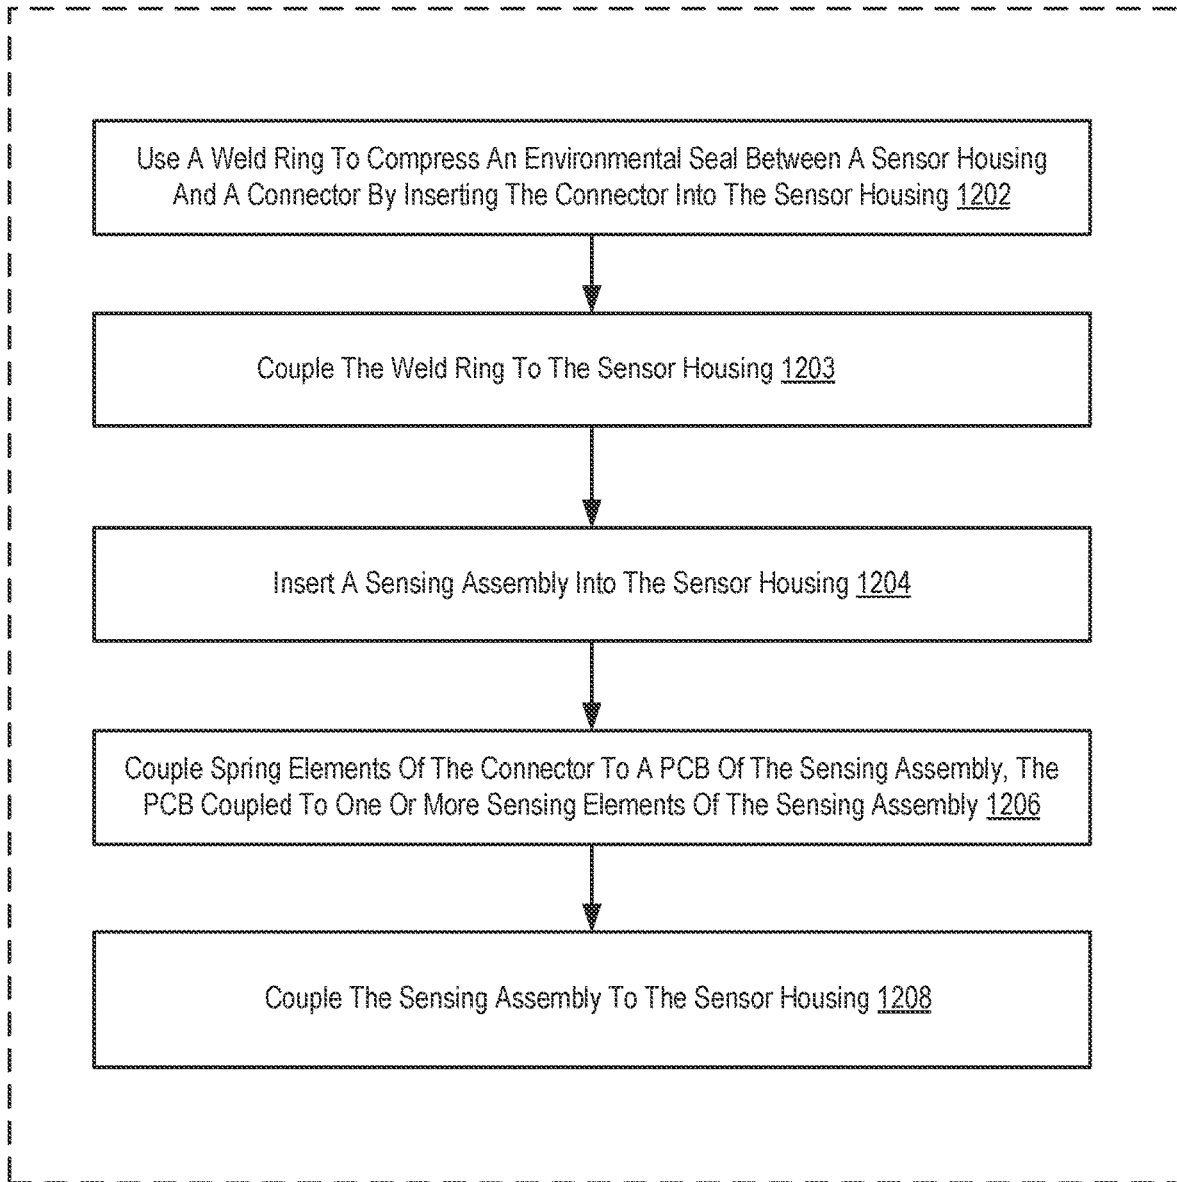 Use A Weld Ring To Compress An Environmental Seal Between A Sensor Housing
And A Connector By Inserting The Connector Into The Sensor Housing 1202
Couple The Weld Ring To The Sensor Housing 1203
Insert A Sensing Assembly Into The Sensor Housing 1204
Couple Spring Elements Of The Connector To A PCB Of The Sensing Assembly, The
PCB Coupled To One Or More Sensing Elements Of The Sensing Assembly 1206
Couple The Sensing Assembly To The Sensor Housing 1208